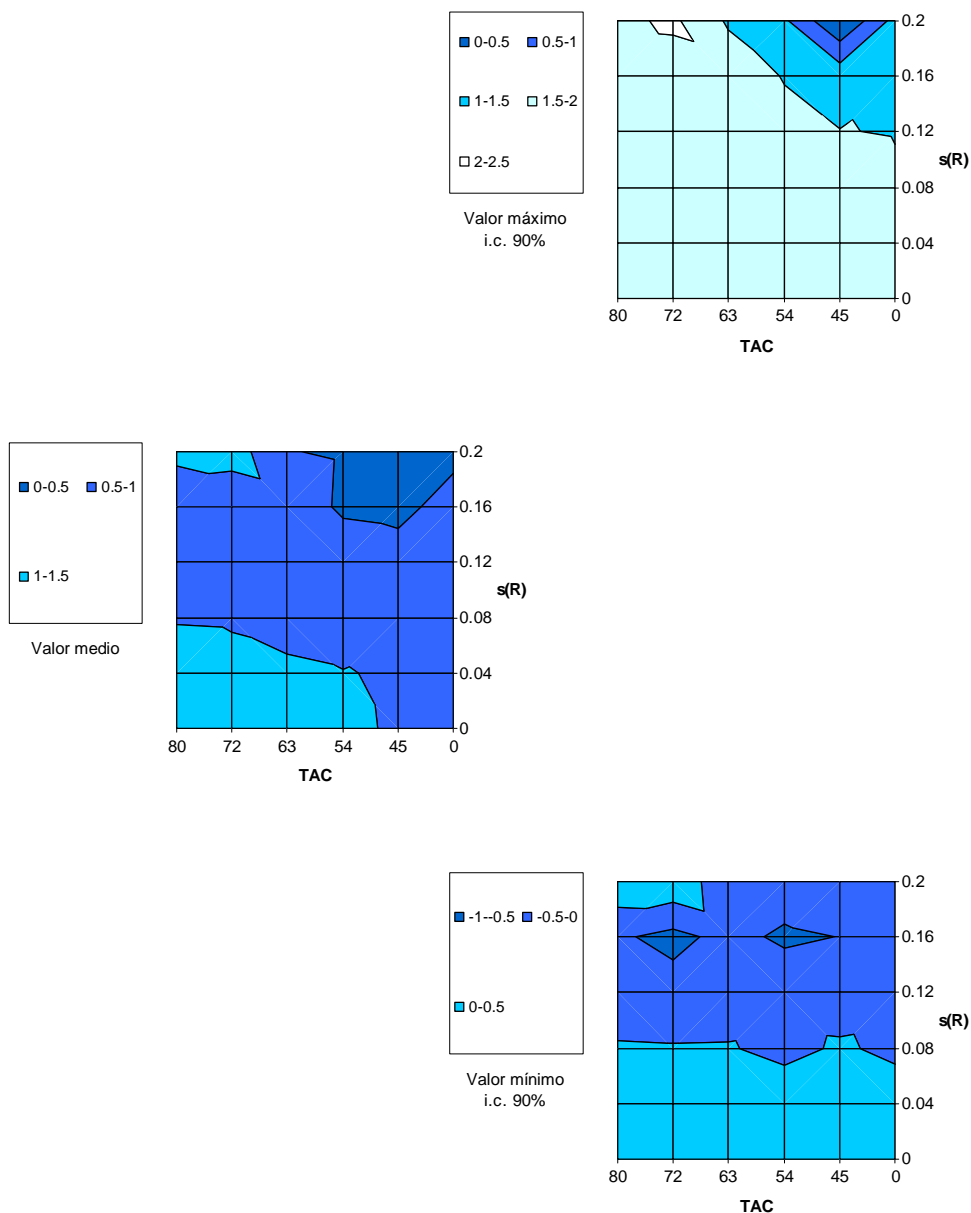 0-0.5 0.5-1
1-1.5 1.5-2
2-2.5
Valor máximo
i.c. 90%
0.2
0.16
0.12
0.08
0.04
0
s(R)
80 72 63 54 45 0
TAC
0-0.5 0.5-1
1-1.5
Valor medio
0.2
0.16
0.12
0.08
0.04
0
s(R)
80 72 63 54 45 0
TAC
-1--0.5 -0.5-0
0-0.5
Valor mínimo
i.c. 90%
0.2
0.16
0.12
0.08
0.04
0
s(R)
80 72 63 54 45 0
TAC